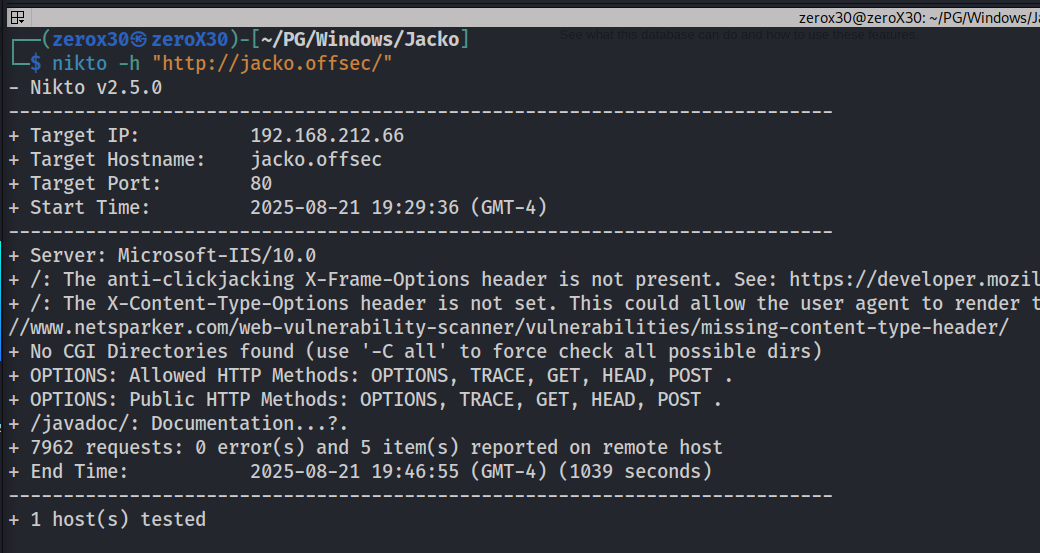 zerox30@zeroX30: ~/PG/Windows/Ja
┌──(zerox30㉿zeroX30)-[~/PG/Windows/Jacko]
See what this database can do and how to use these features.
└─$ nikto -h "http://jacko.offsec/"
- Nikto v2.5.0
---------------------------------------------------------------------------
+ Target IP:          192.168.212.66
+ Target Hostname:    jacko.offsec
+ Target Port:        80
+ Start Time:         2025-08-21 19:29:36 (GMT-4)
---------------------------------------------------------------------------
+ Server: Microsoft-IIS/10.0
+ /: The anti-clickjacking X-Frame-Options header is not present. See: https://developer.mozil
+ /: The X-Content-Type-Options header is not set. This could allow the user agent to render t
//www.netsparker.com/web-vulnerability-scanner/vulnerabilities/missing-content-type-header/
+ No CGI Directories found (use '-C all' to force check all possible dirs)
+ OPTIONS: Allowed HTTP Methods: OPTIONS, TRACE, GET, HEAD, POST .
+ OPTIONS: Public HTTP Methods: OPTIONS, TRACE, GET, HEAD, POST .
+ /javadoc/: Documentation...?.
+ 7962 requests: 0 error(s) and 5 item(s) reported on remote host
+ End Time:           2025-08-21 19:46:55 (GMT-4) (1039 seconds)
---------------------------------------------------------------------------
+ 1 host(s) tested